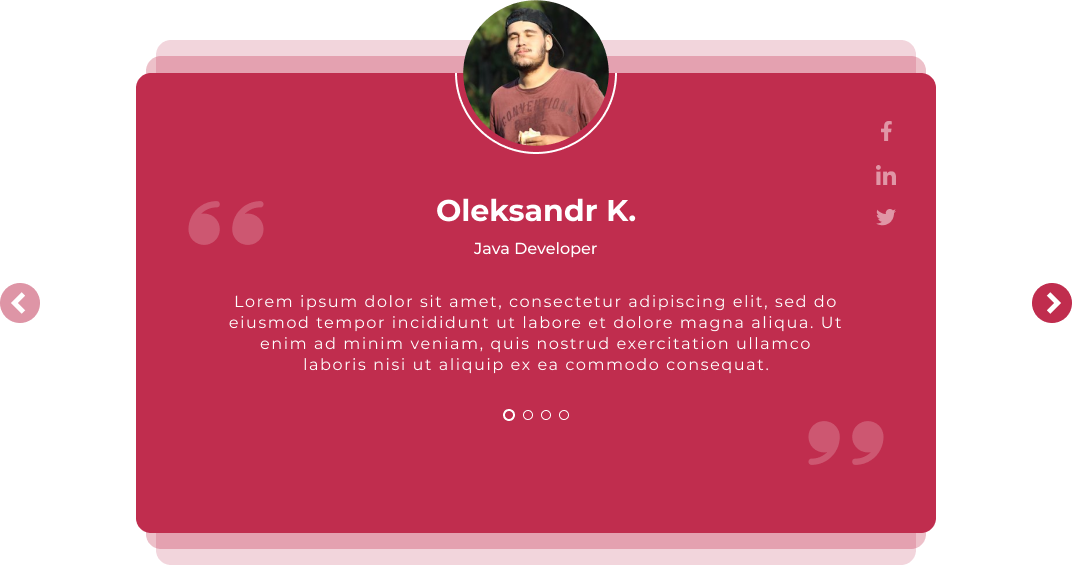 CONVENTION
Oleksandr K.
Java Developer
Lorem ipsum dolor sit amet, consectetur adipiscing elit, sed do
eiusmod tempor incididunt ut labore et dolore magna aliqua. Ut
enim ad minim veniam, quis nostrud exercitation ullamco
laboris nisi ut aliquip ex ea commodo consequat.